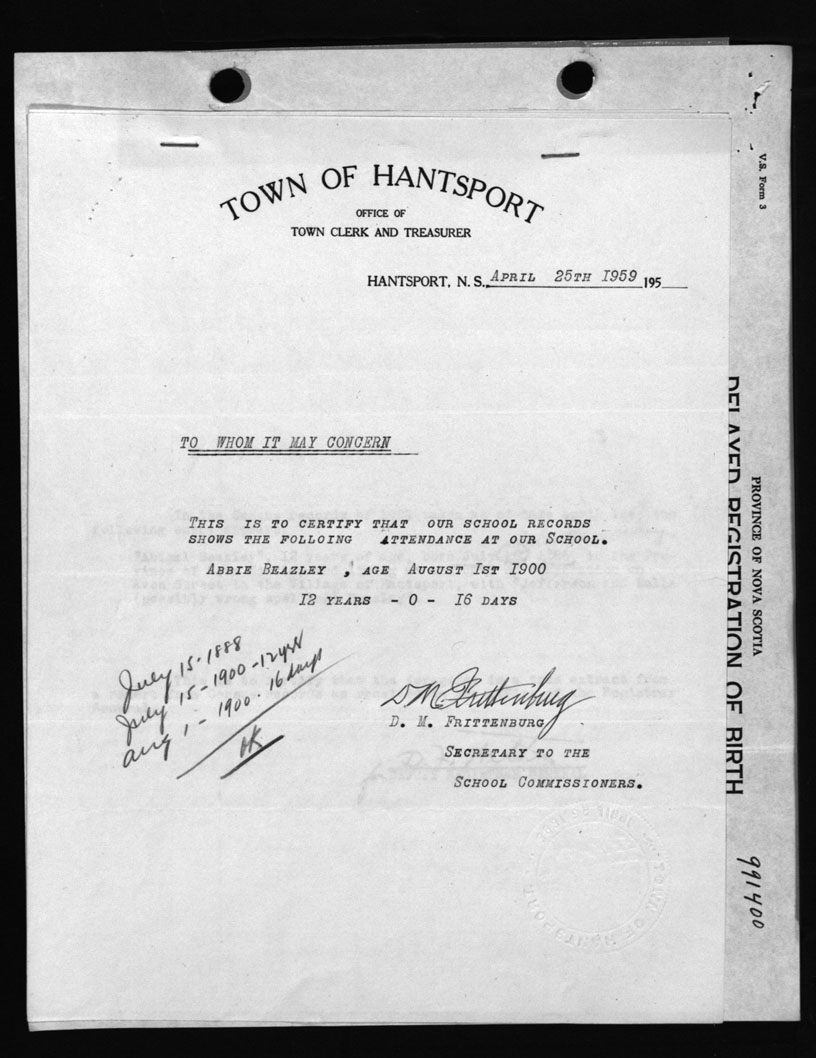 TOWN OF HANTSPORT
OFFICE OF
TOWN CLERK AND TREASURER
HANTSPORT, N. S., APRIL 25TH 1959 195
TO WHOM IT MAY CONCERN
THIS IS TO CERTIFY THAT OUR SCHOOL RECORDS
SHOWS THE FOLLOING ATTENDANCE AT OUR SCHOOL.
ABBIE BEAZLEY , AGE AUGUST 1ST 1900
12 YEARS - 0 - 16 DAYS
July 15-1888
July 15-1900-12 yrs
Aug 1-1900 16 days
OK
D M Frittenburg
D. M. FRITTENBURG
SECRETARY TO THE
SCHOOL COMMISSIONERS.
V.S. Form 3
PROVINCE OF NOVA SCOTIA
DELAYED REGISTRATION OF BIRTH
991400